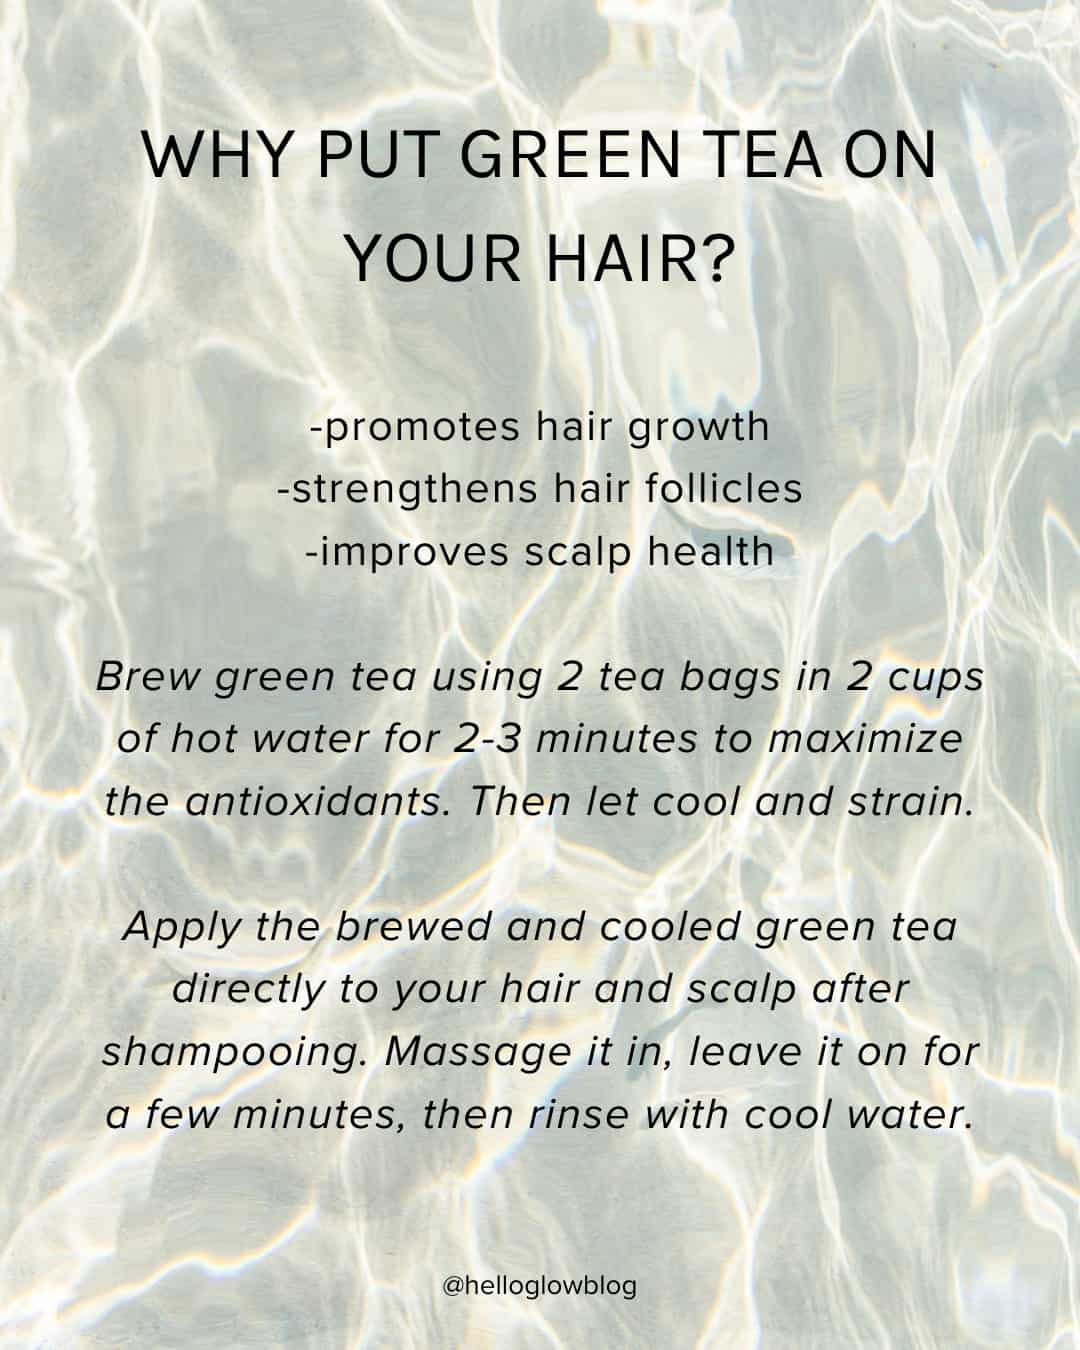 WHY PUT GREEN TEA ON
YOUR HAIR?
-promotes hair growth
-strengthens hair follicles
-improves scalp health
Brew green tea using 2 tea bags in 2 cups
of hot water for 2-3 minutes to maximize
the antioxidants. Then let cool and strain.
Apply the brewed and cooled green tea
directly to your hair and scalp after
shampooing. Massage it in, leave it on for
a few minutes, then rinse with cool water.
@helloglowblog